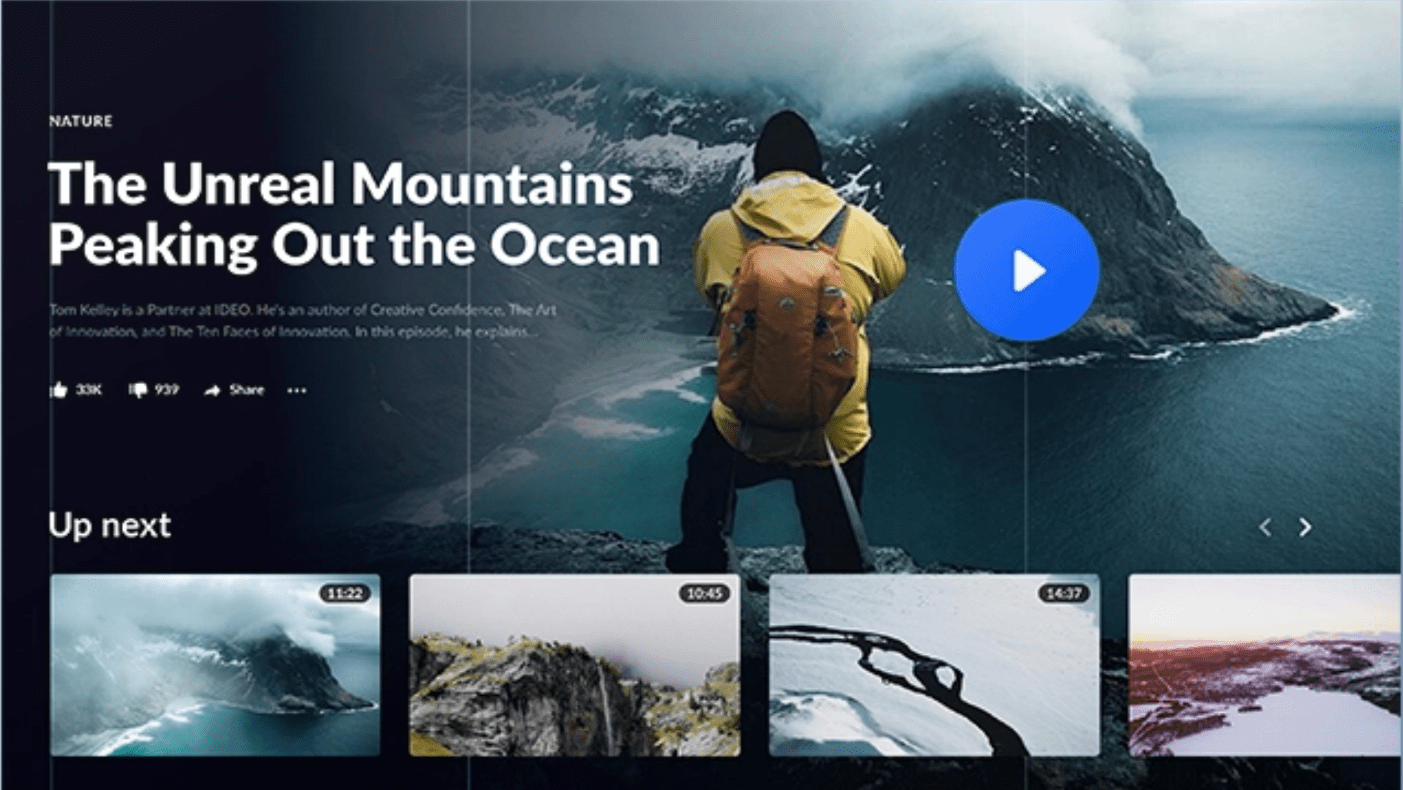 NATURE
The Unreal Mountains
Peaking Out the Ocean
Tom Kelley is a Partner at IDEO. He's an author of Creative Confidence, The Art
of Innovation, and The Ten Faces of Innovation. In this episode, he explains...
33K 939 Share
Up next
11:22 10:45 14:37